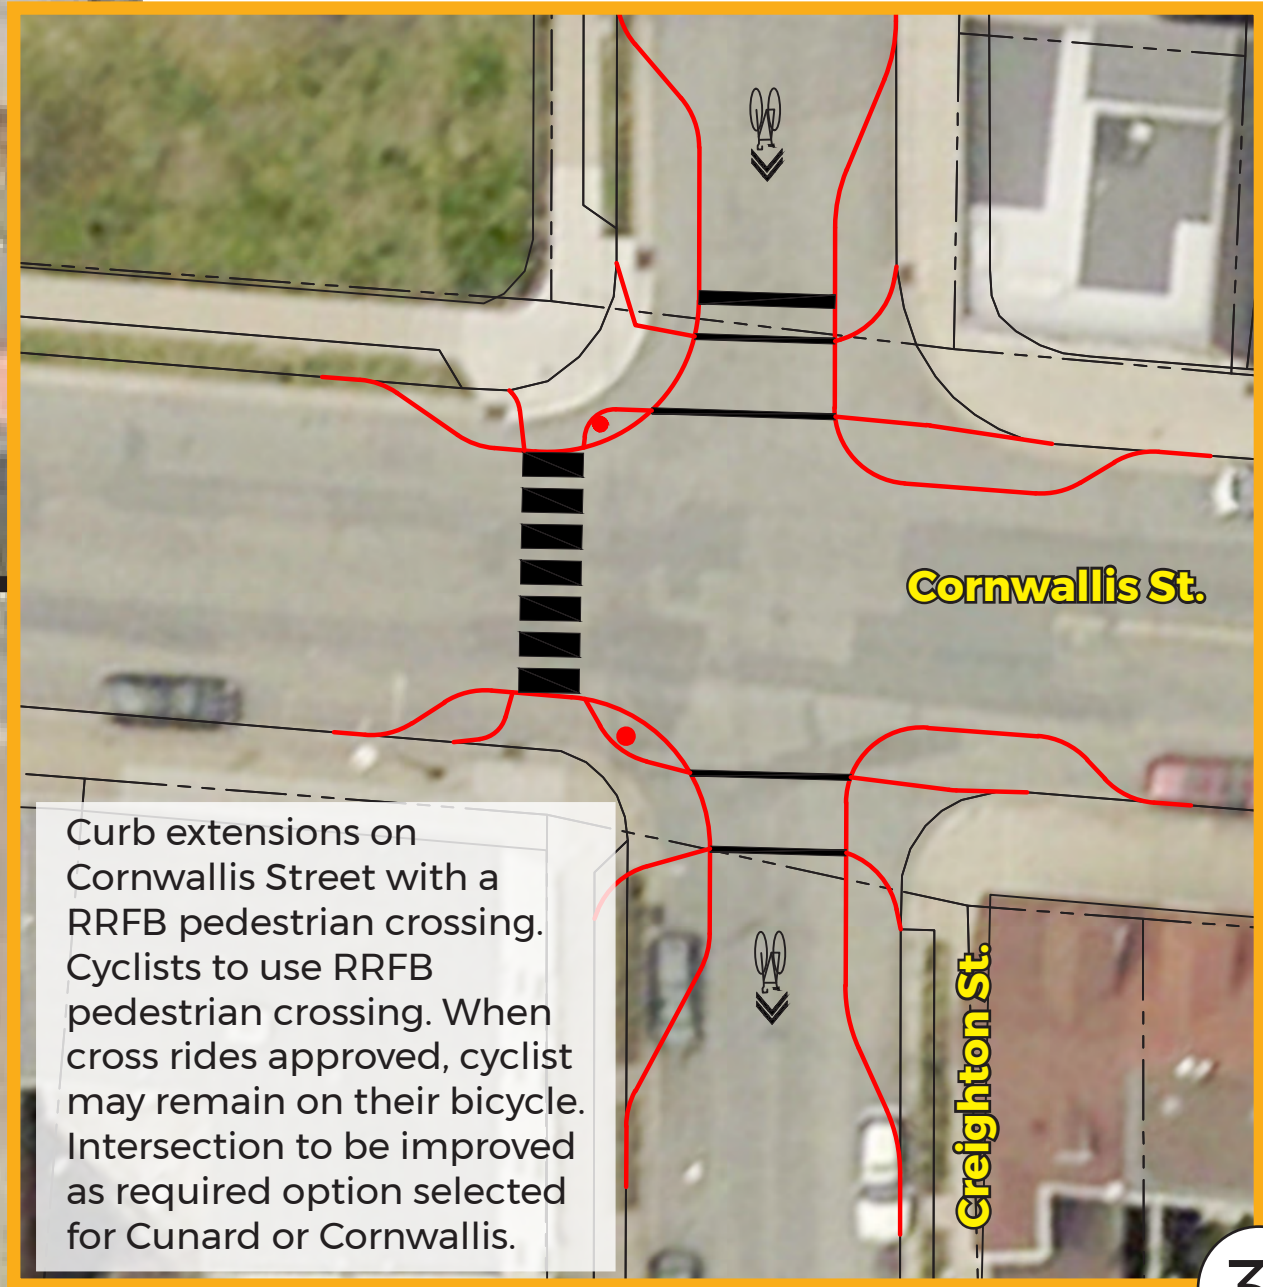 Cornwallis St.
Curb extensions on
Cornwallis Street with a
RRFB pedestrian crossing.
Cyclists to use RRFB
pedestrian crossing. When
cross rides approved, cyclist
may remain on their bicycle.
Intersection to be improved
as required option selected
for Cunard or Cornwallis.
Creighton St.
3